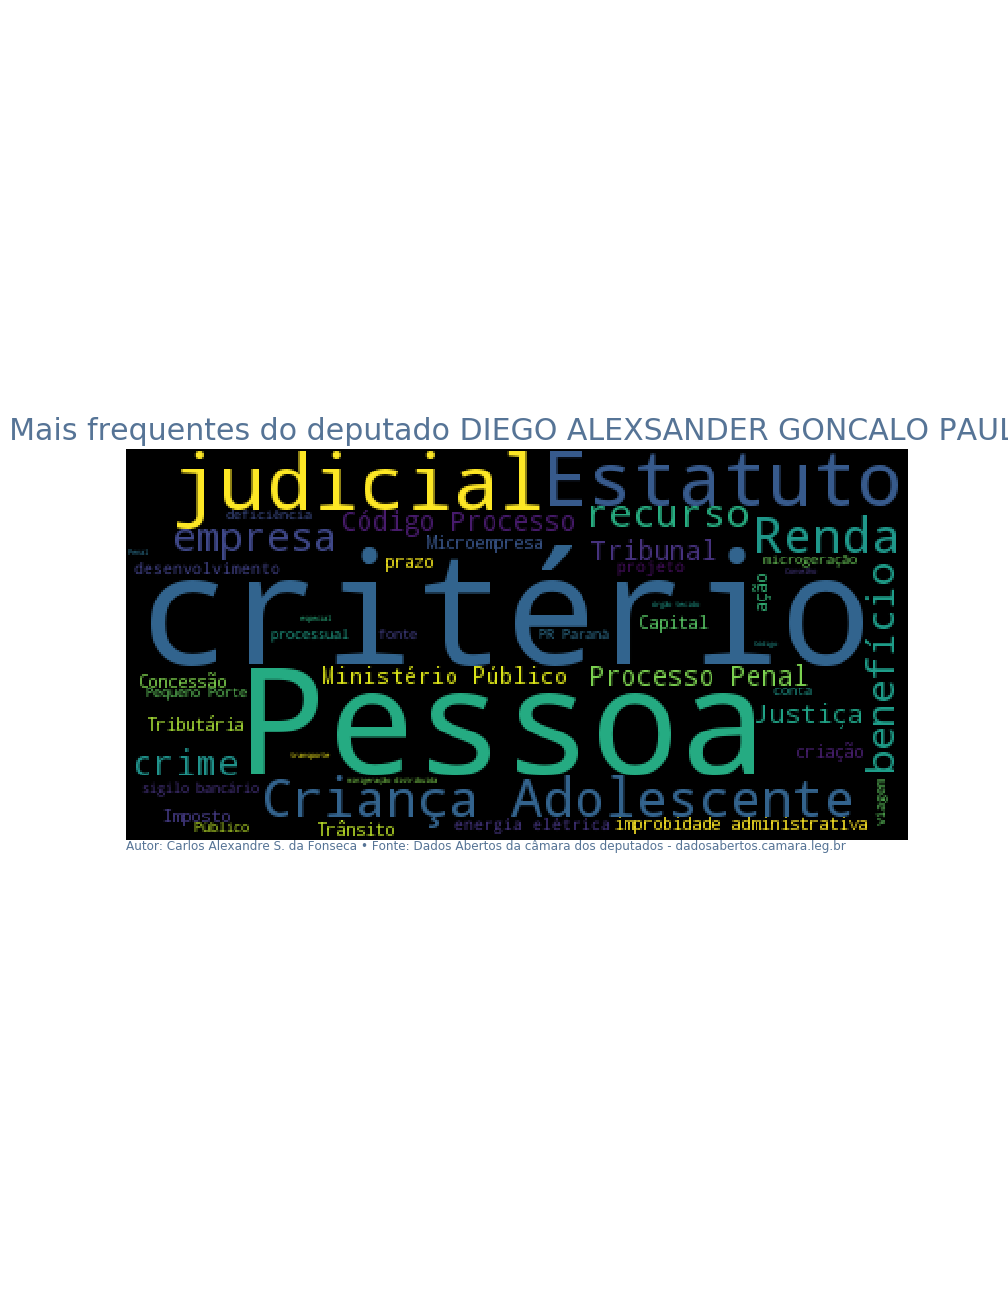 Mais frequentes do deputado DIEGO ALEXSANDER GONCALO PAUL
judicial
Estatuto
deficiência
Código Processo
recurso
empresa
Microempresa
Tribunal
Renda
Penal
desenvolvimento
prazo
projeto
microgeração
critério
ação
benefício
especial
processual
fonte
PR Paraná
órgão tecido
Capital
Código
Concessão
Pequeno Porte
Ministério Público
Processo Penal
conta
Pessoa
Tributária
Justiça
crime
transporte
criação
sigilo bancário
minigeração distribuída
Criança Adolescente
viagem
Imposto
Público
Trânsito
3
energia elétrica
improbidade administrativa
Autor: Carlos Alexandre S. da Fonseca • Fonte: Dados Abertos da câmara dos deputados - dadosabertos.camara.leg.br